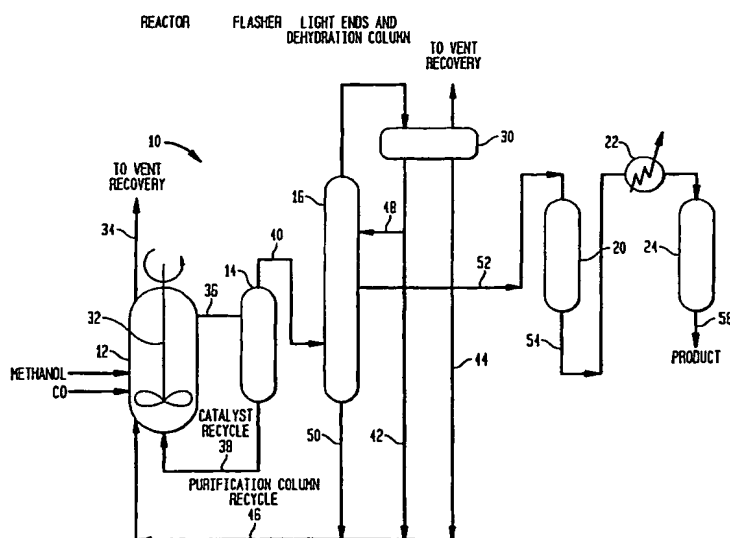 REACTOR
FLASHER
LIGHT ENDS AND
DEHYDRATION COLUMN
TO VENT
RECOVERY
10
TO VENT
RECOVERY
30
22
16
34
40
48
14
52
20
24
36
32
12
54
58
METHANOL
CO
PRODUCT
44
CATALYST
RECYCLE
38
50
42
PURIFICATION COLUMN
RECYCLE
46